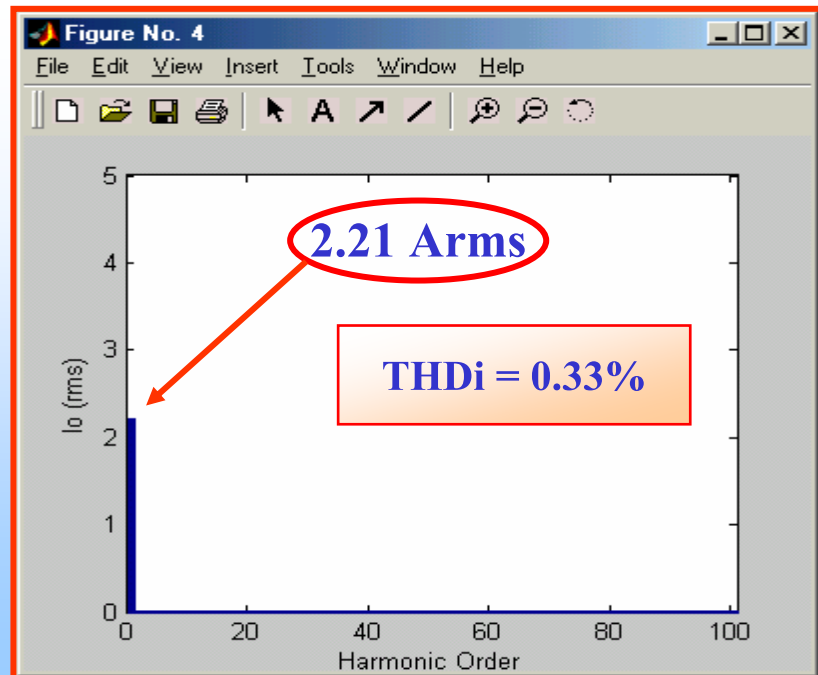 Figure No. 4
File Edit View Insert Tools Window Help
A
5
4
3
2
1
0
Io (rms)
2.21 Arms
THDi = 0.33%
0 20 40 60 80 100
Harmonic Order